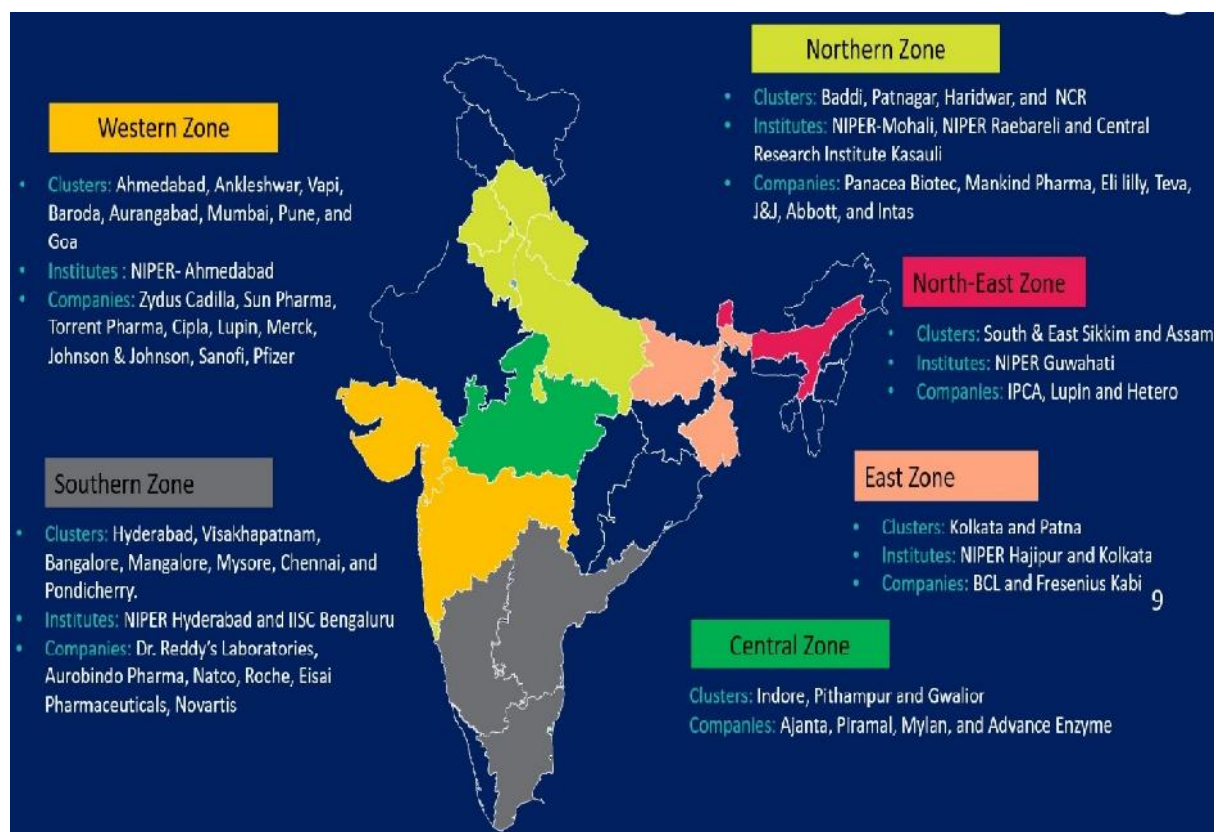 Western Zone
• Clusters: Ahmedabad, Ankleshwar, Vapi,
Baroda, Aurangabad, Mumbai, Pune, and
Goa
• Institutes : NIPER- Ahmedabad
• Companies: Zydus Cadilla, Sun Pharma,
Torrent Pharma, Cipla, Lupin, Merck,
Johnson & Johnson, Sanofi, Pfizer
Southern Zone
• Clusters: Hyderabad, Visakhapatnam,
Bangalore, Mangalore, Mysore, Chennai, and
Pondicherry.
• Institutes: NIPER Hyderabad and IISC Bengaluru
• Companies: Dr. Reddy's Laboratories,
Aurobindo Pharma, Natco, Roche, Eisai
Pharmaceuticals, Novartis
Northern Zone
• Clusters: Baddi, Patnagar, Haridwar, and NCR
• Institutes: NIPER-Mohali, NIPER Raebareli and Central
Research Institute Kasauli
• Companies: Panacea Biotec, Mankind Pharma, Eli lilly, Teva,
J&J, Abbott, and Intas
North-East Zone
• Clusters: South & East Sikkim and Assam
• Institutes: NIPER Guwahati
• Companies: IPCA, Lupin and Hetero
East Zone
• Clusters: Kolkata and Patna
• Institutes: NIPER Hajipur and Kolkata
• Companies: BCL and Fresenius Kabi
9
Central Zone
Clusters: Indore, Pithampur and Gwalior
Companies: Ajanta, Piramal, Mylan, and Advance Enzyme